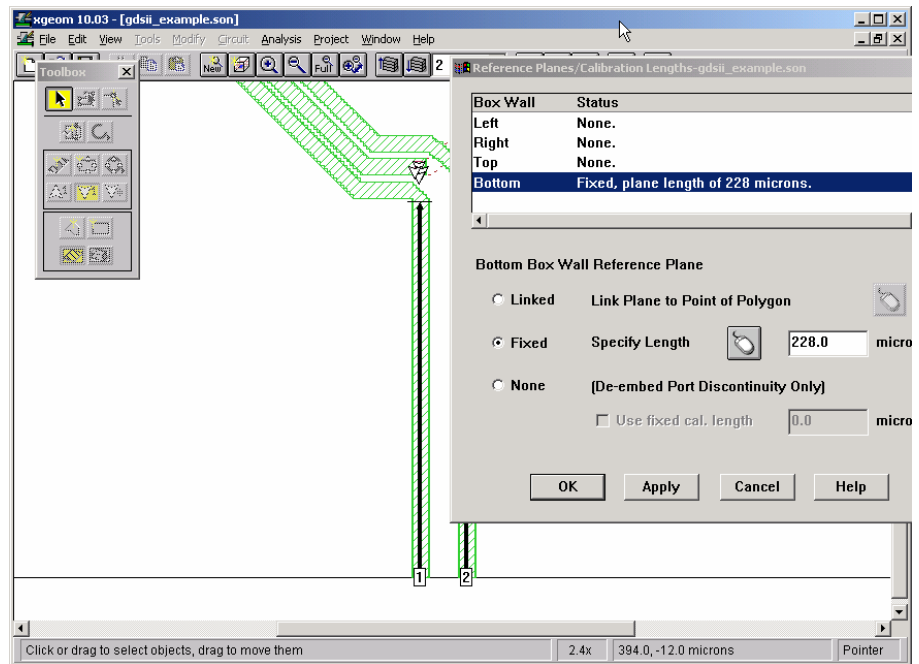 xgeom 10.03 - [gdsii_example.son]
File Edit View Tools Modify Circuit Analysis Project Window Help
New Full 2
Toolbox
Reference Planes/Calibration Lengths-gdsii_example.son
Box Wall Status
Left None.
Right None.
Top None.
Bottom Fixed, plane length of 228 microns.
Bottom Box Wall Reference Plane
Linked Link Plane to Point of Polygon
Fixed Specify Length 228.0 micro
None (De-embed Port Discontinuity Only)
Use fixed cal. length 0.0 micro
OK Apply Cancel Help
1 2
Click or drag to select objects, drag to move them 2.4x 394.0, -12.0 microns Pointer